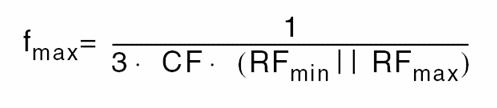 f_max= 1 / 3 · CF · (RF_min || RF_max)